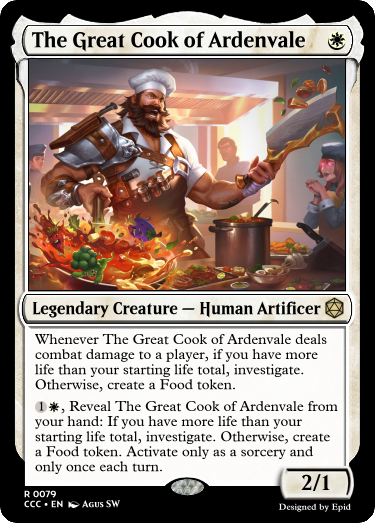 The Great Cook of Ardenvale
Legendary Creature — Human Artificer
Whenever The Great Cook of Ardenvale deals
combat damage to a player, if you have more
life than your starting life total, investigate.
Otherwise, create a Food token.
1, Reveal The Great Cook of Ardenvale from
your hand: If you have more life than your
starting life total, investigate. Otherwise, create
a Food token. Activate only as a sorcery and
only once each turn.
2/1
R 0079
CCC • EN Agus SW
Designed by Epid